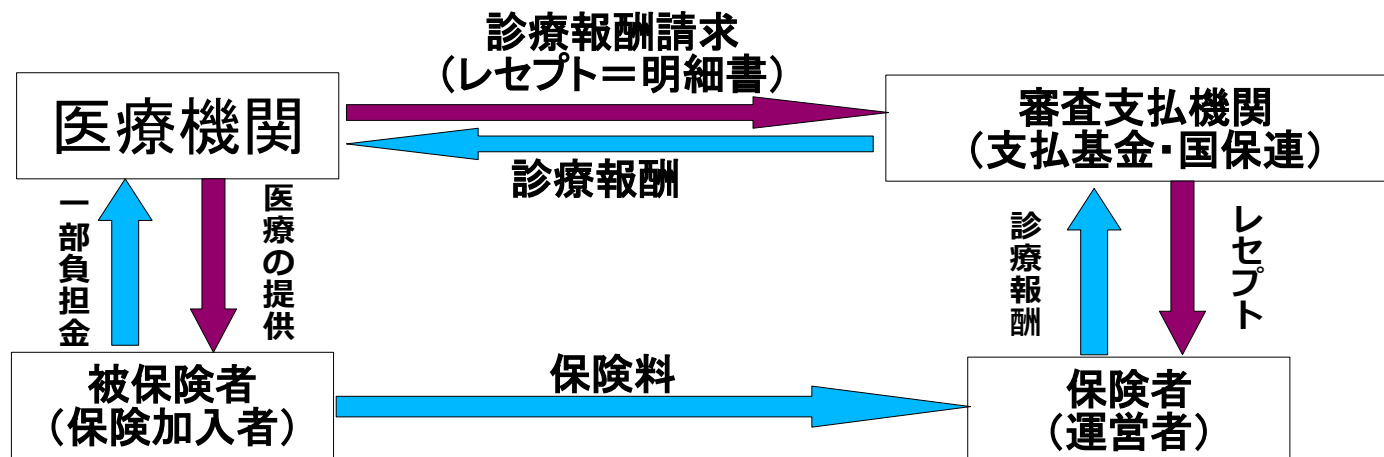 診療報酬請求
（レセプト＝明細書）
医療機関
審査支払機関
（支払基金・国保連）
診療報酬
一部負担金
医療の提供
診療報酬
レセプト
被保険者
（保険加入者）
保険料
保険者
（運営者）